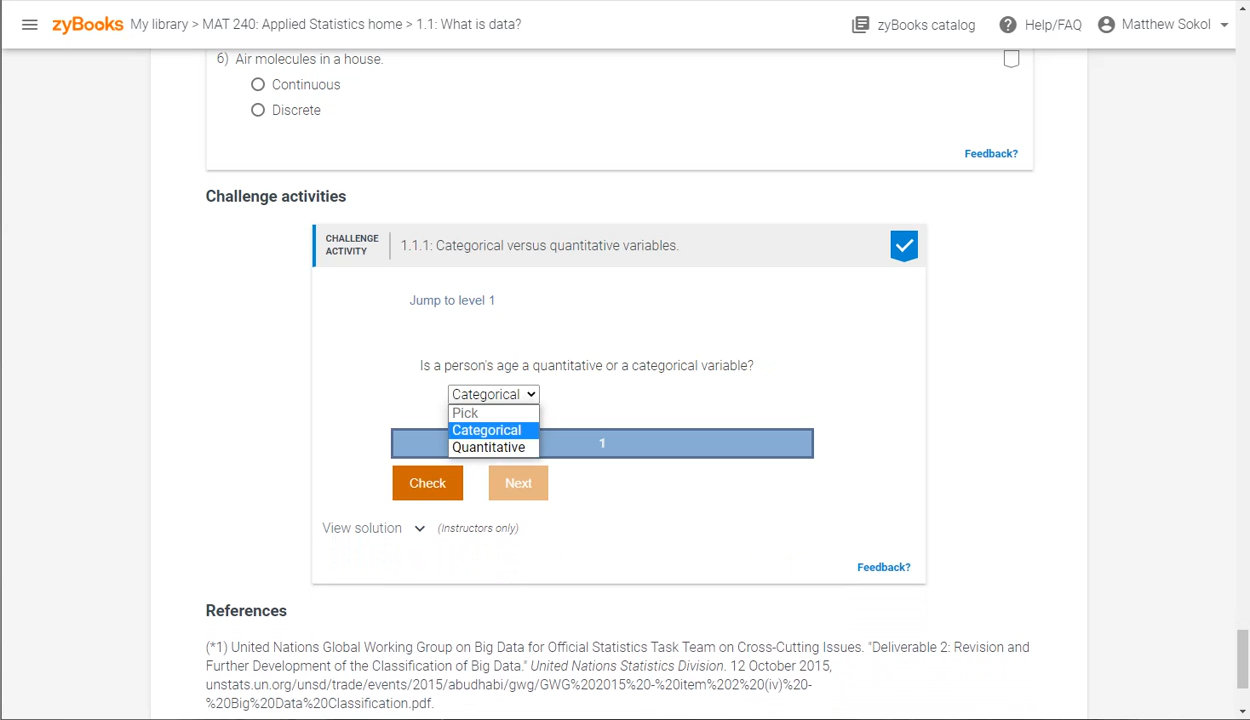 zyBooks My library > MAT 240: Applied Statistics home > 1.1: What is data? zyBooks catalog Help/FAQ Matthew Sokol
6) Air molecules in a house.
Continuous
Discrete
Feedback?
Challenge activities
CHALLENGE ACTIVITY 1.1.1: Categorical versus quantitative variables.
Jump to level 1
Is a person's age a quantitative or a categorical variable?
Categorical
Pick
Categorical
Quantitative
1
Check Next
View solution (Instructors only)
Feedback?
References
(*1) United Nations Global Working Group on Big Data for Official Statistics Task Team on Cross-Cutting Issues. "Deliverable 2: Revision and
Further Development of the Classification of Big Data." United Nations Statistics Division. 12 October 2015,
unstats.un.org/unsd/trade/events/2015/abudhabi/gwg/GWG%202015%20-%20item%202%20(iv)%20-
%20Big%20Data%20Classification.pdf.